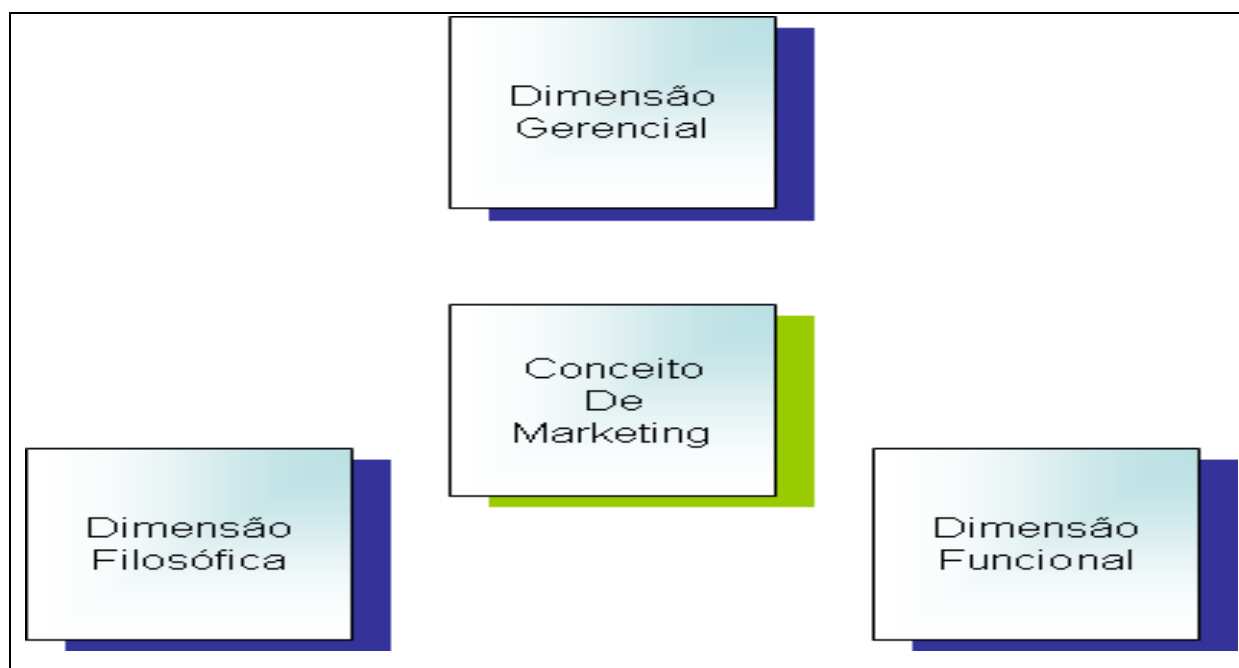 Dimensão
Gerencial
Conceito
De
Marketing
Dimensão
Filosófica
Dimensão
Funcional